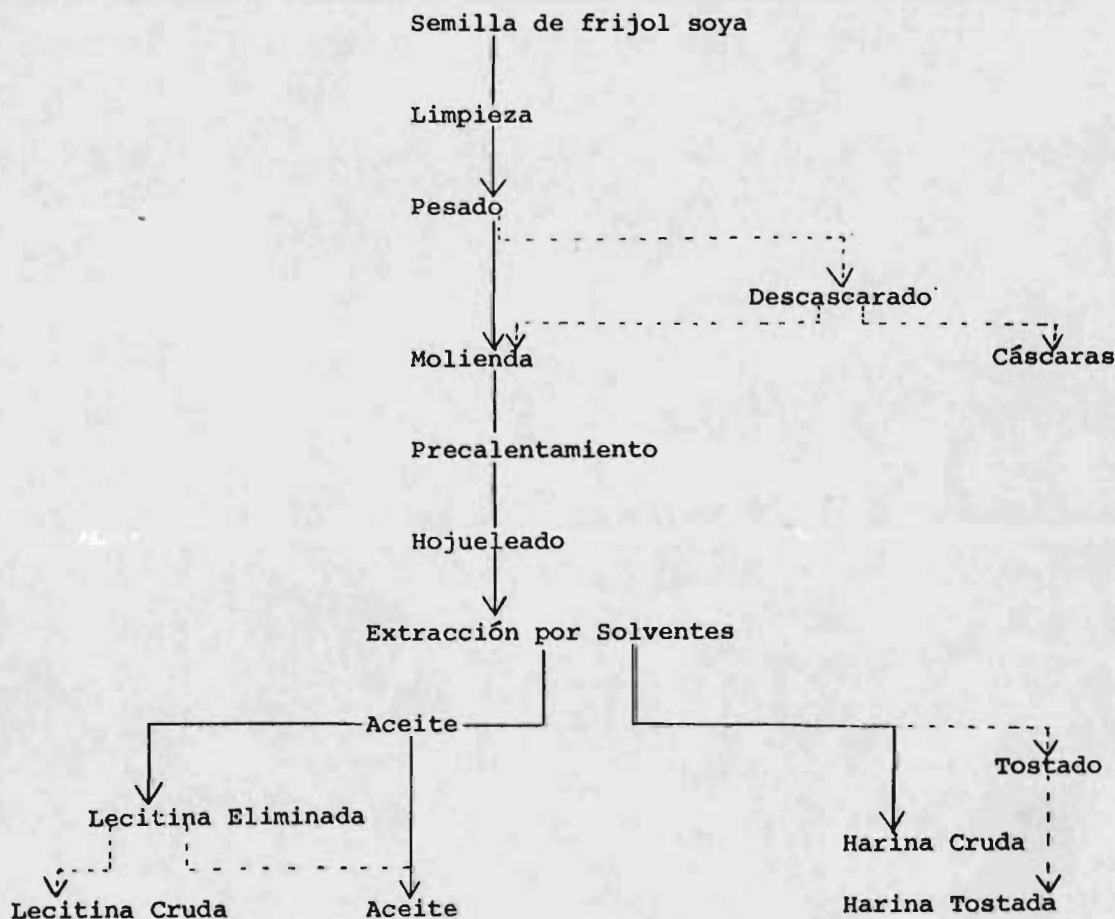 Semilla de frijol soya
Limpieza
Pesado
Descascarado
Molienda
Cáscaras
Precalentamiento
Hojueleado
Extracción por Solventes
Aceite
Tostado
Lecitina Eliminada
Harina Cruda
Lecitina Cruda
Aceite
Harina Tostada